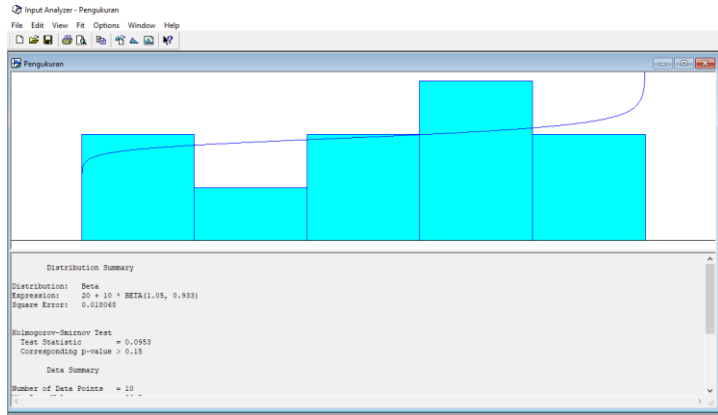 Input Analyzer - Pengukuran
File Edit View Fit Options Window Help
Pengukuran
Distribution Summary
Distribution: Beta
Expression: 20 + 10 * BETA(1.05, 0.933)
Square Error: 0.018068
Kolmogorov-Smirnov Test
Test Statistic = 0.0953
Corresponding p-value > 0.15
Data Summary
Number of Data Points = 10